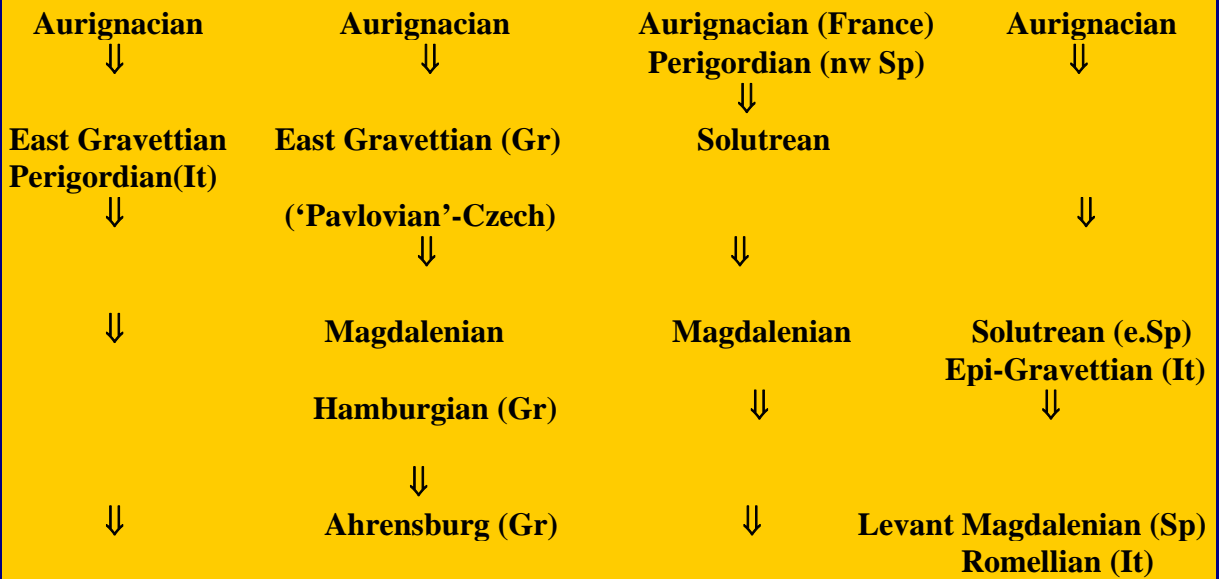 Aurignacian Aurignacian Aurignacian (France) Aurignacian
⇓ ⇓ Perigordian (nw Sp) ⇓
⇓
East Gravettian East Gravettian (Gr) Solutrean
Perigordian(It)
⇓ (‘Pavlovian’-Czech) ⇓
⇓ ⇓
⇓ Magdalenian Magdalenian Solutrean (e.Sp)
Epi-Gravettian (It)
Hamburgian (Gr) ⇓ ⇓
⇓
⇓ Ahrensburg (Gr) ⇓ Levant Magdalenian (Sp)
Romellian (It)